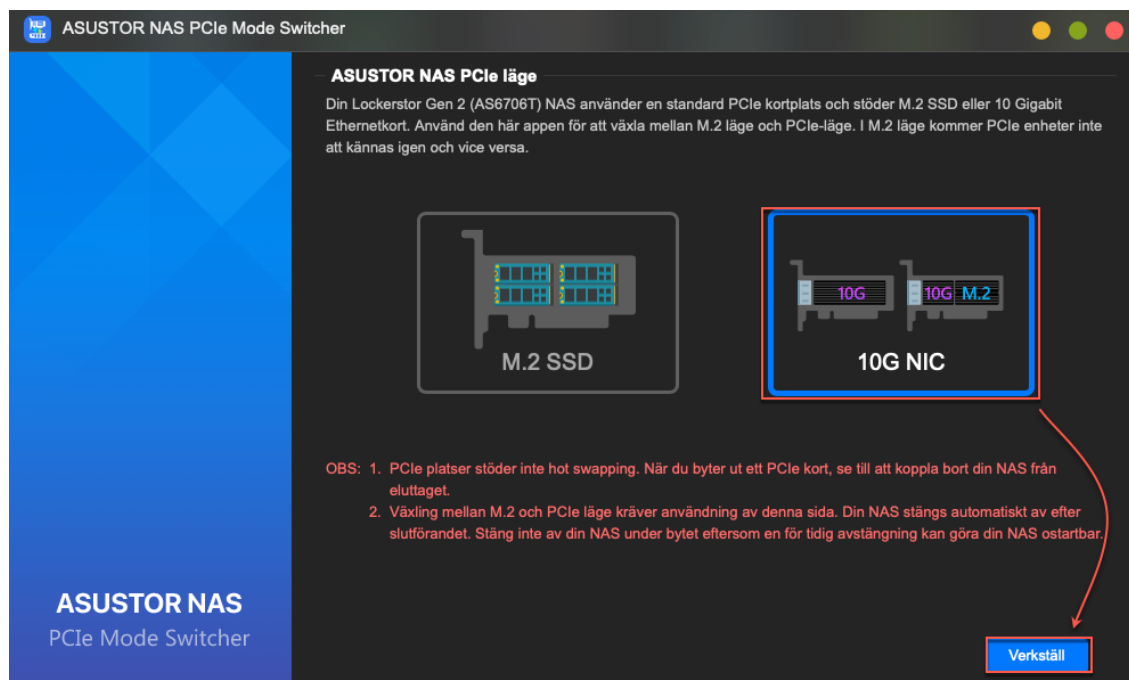 ASUSTOR NAS PCIe Mode Switcher
ASUSTOR NAS PCIe läge
Din Lockerstor Gen 2 (AS6706T) NAS använder en standard PCIe kortplats och stöder M.2 SSD eller 10 Gigabit
Ethernetkort. Använd den här appen för att växla mellan M.2 läge och PCIe-läge. I M.2 läge kommer PCIe enheter inte
att kännas igen och vice versa.
10G
10G M.2
M.2 SSD
10G NIC
OBS: 1. PCIe platser stöder inte hot swapping. När du byter ut ett PCIe kort, se till att koppla bort din NAS från
eluttaget.
2. Växling mellan M.2 och PCIe läge kräver användning av denna sida. Din NAS stängs automatiskt av efter
slutförandet. Stäng inte av din NAS under bytet eftersom en för tidig avstängning kan göra din NAS ostartbar.
ASUSTOR NAS
PCIe Mode Switcher
Verkställ